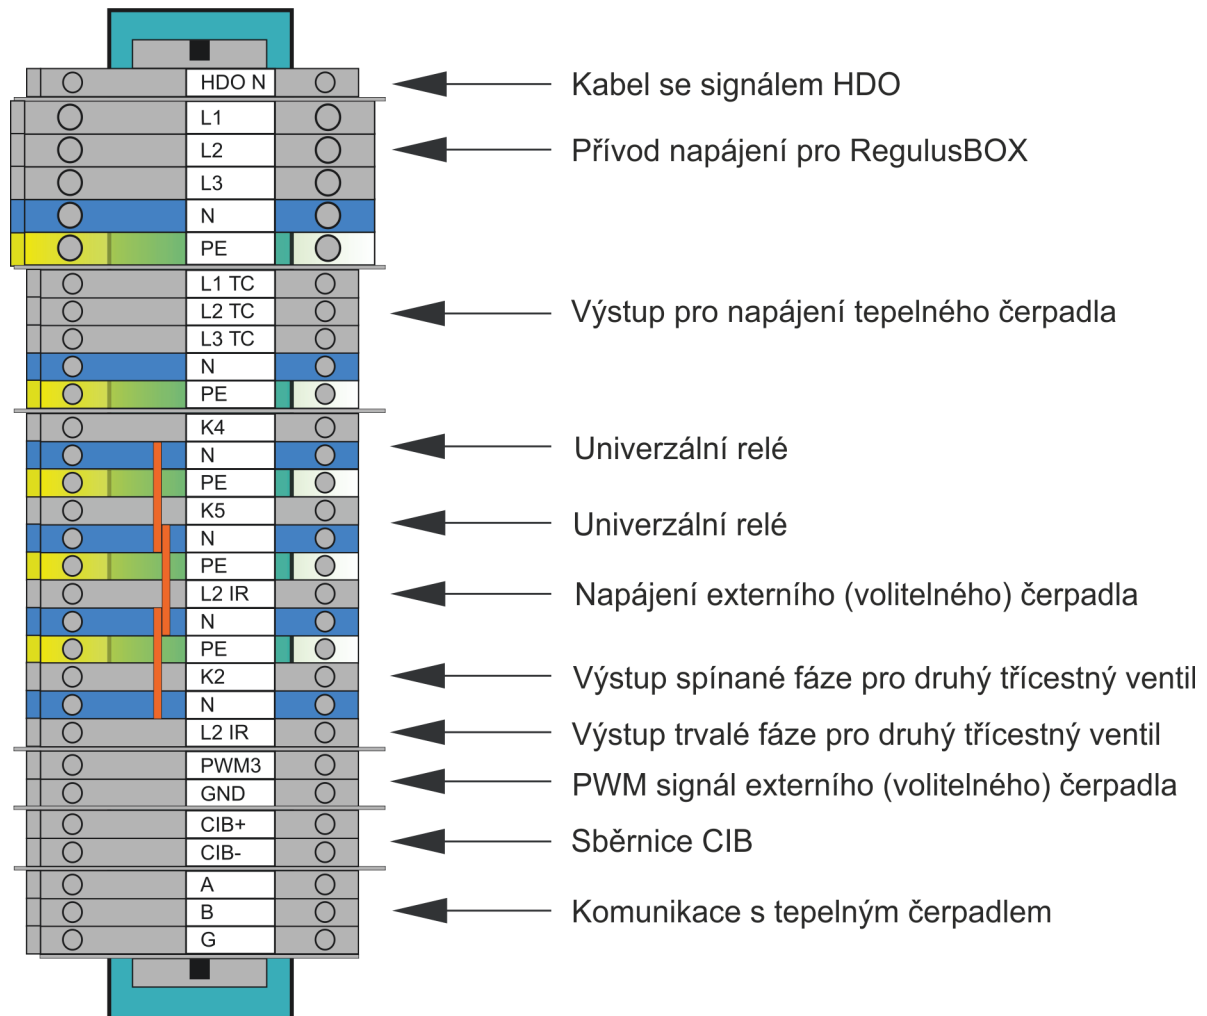 HDO N Kabel se signálem HDO
L1
L2 Přívod napájení pro RegulusBOX
L3
N
PE
L1 TC
L2 TC Výstup pro napájení tepelného čerpadla
L3 TC
N
PE
K4
N Univerzální relé
PE
K5 Univerzální relé
N
PE
L2 IR Napájení externího (volitelného) čerpadla
N
PE
K2 Výstup spínané fáze pro druhý třícestný ventil
N
L2 IR Výstup trvalé fáze pro druhý třícestný ventil
PWM3 PWM signál externího (volitelného) čerpadla
GND
CIB+ Sběrnice CIB
CIB-
A
B Komunikace s tepelným čerpadlem
G